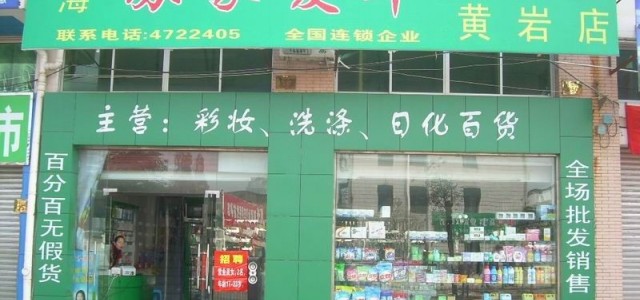 海
黄岩店
联系电话:4722405
全国连锁企业
主营：彩妆、洗涤、日化百货
百分百无假货
全场批发销售
招聘